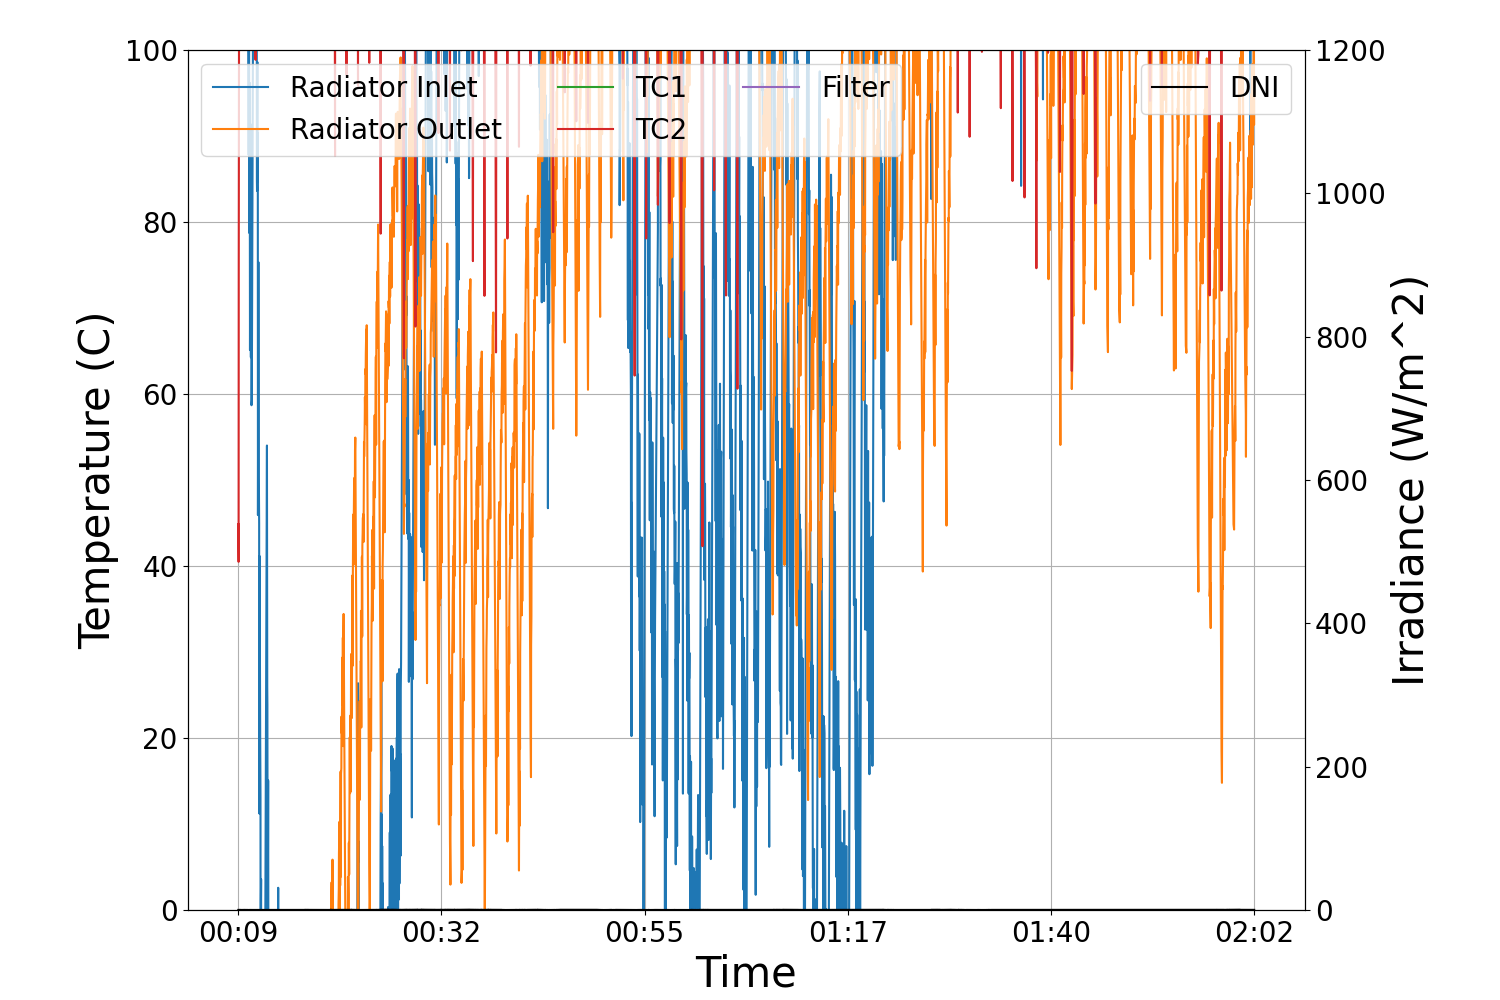 Radiator Inlet
Radiator Outlet
TC1
TC2
Filter
DNI
100
80
60
40
20
0
Temperature (C)
1200
1000
800
600
400
200
0
Irradiance (W/m^2)
00:09 00:32 00:55 01:17 01:40 02:02
Time